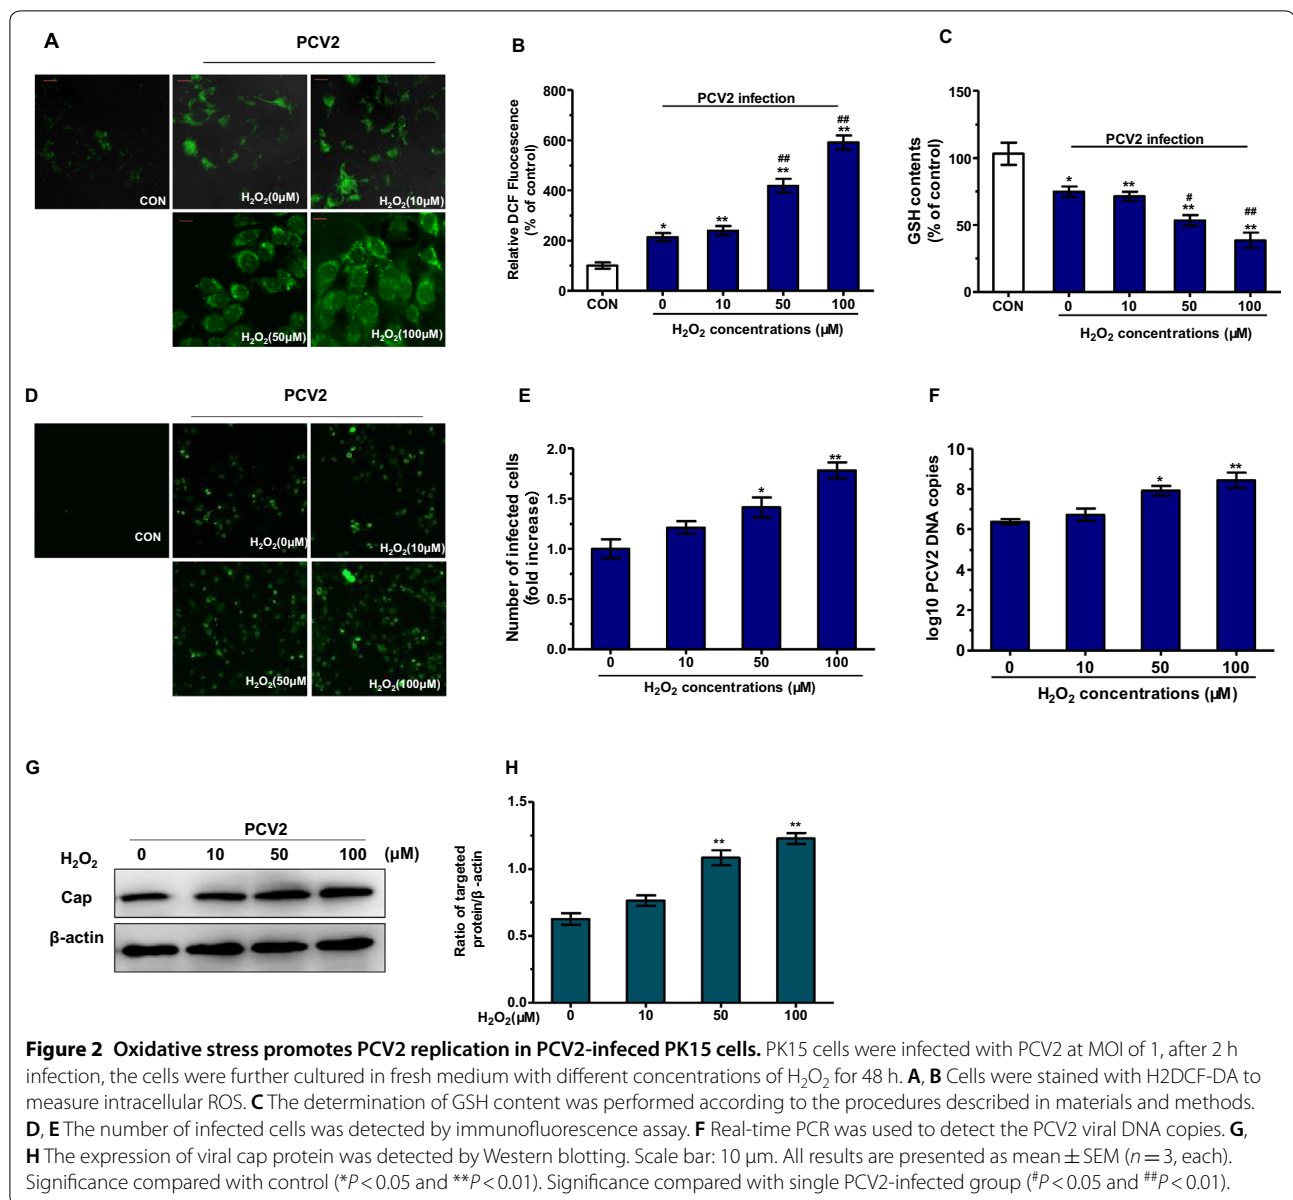 A
PCV2
CON
H₂O₂(0μM)
H₂O₂(10μM)
H₂O₂(50μM)
H₂O₂(100μM)
B
Relative DCF Fluorescence
(% of control)
800
600
400
200
0
PCV2 infection
*
**
##
**
##
**
CON
0
10
50
100
H₂O₂ concentrations (μM)
C
GSH contents
(% of control)
150
100
50
0
PCV2 infection
*
**
#
**
##
**
CON
0
10
50
100
H₂O₂ concentrations (μM)
D
PCV2
CON
H₂O₂(0μM)
H₂O₂(10μM)
H₂O₂(50μM)
H₂O₂(100μM)
E
Number of infected cells
(fold increase)
2.0
1.5
1.0
0.5
0.0
*
**
0
10
50
100
H₂O₂ concentrations (μM)
F
log10 PCV2 DNA copies
10
8
6
4
2
0
*
**
0
10
50
100
H₂O₂ concentrations (μM)
G
PCV2
H₂O₂ 0 10 50 100 (μM)
Cap
β-actin
H
Ratio of targeted
protein/β -actin
1.5
1.0
0.5
0.0
**
**
H₂O₂(μM) 0 10 50 100
Figure 2 Oxidative stress promotes PCV2 replication in PCV2-infeced PK15 cells. PK15 cells were infected with PCV2 at MOI of 1, after 2 h
infection, the cells were further cultured in fresh medium with different concentrations of H₂O₂ for 48 h. A, B Cells were stained with H2DCF-DA to
measure intracellular ROS. C The determination of GSH content was performed according to the procedures described in materials and methods.
D, E The number of infected cells was detected by immunofluorescence assay. F Real-time PCR was used to detect the PCV2 viral DNA copies. G,
H The expression of viral cap protein was detected by Western blotting. Scale bar: 10 μm. All results are presented as mean ± SEM (n = 3, each).
Significance compared with control (*P < 0.05 and **P < 0.01). Significance compared with single PCV2-infected group (#P < 0.05 and ##P < 0.01).